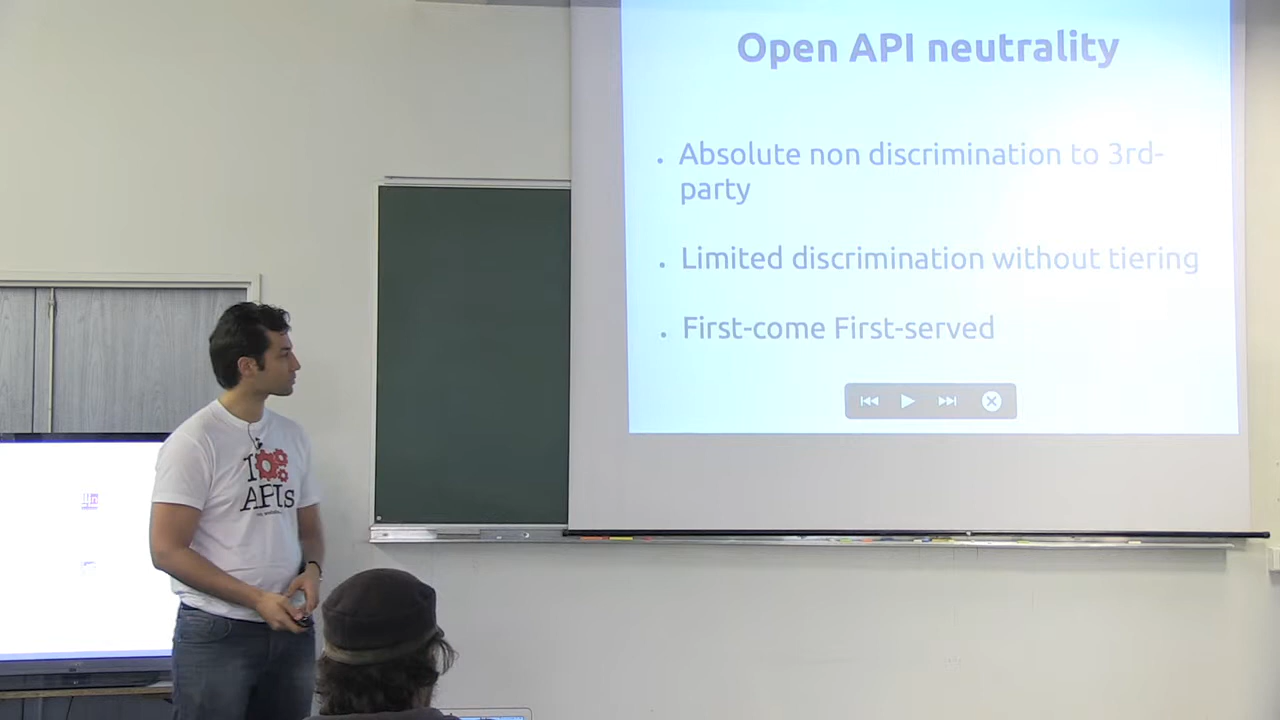 Open API neutrality
Absolute non discrimination to 3rd-
party
Limited discrimination without tiering
First-come First-served
I
APIs